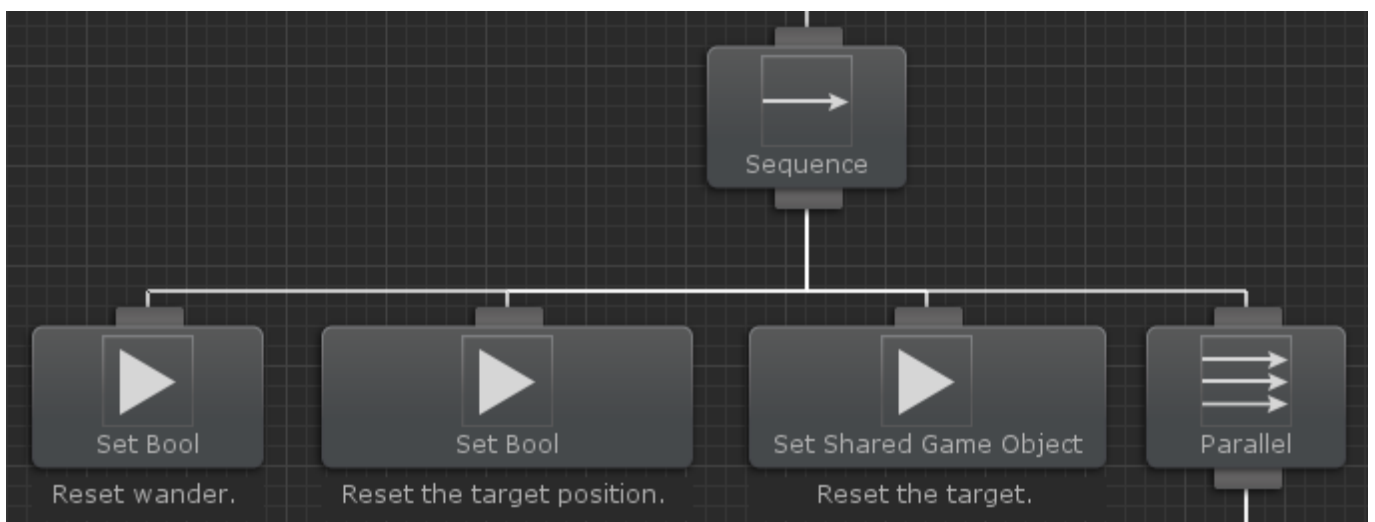 Sequence
Set Bool
Set Bool
Set Shared Game Object
Parallel
Reset wander.
Reset the target position.
Reset the target.